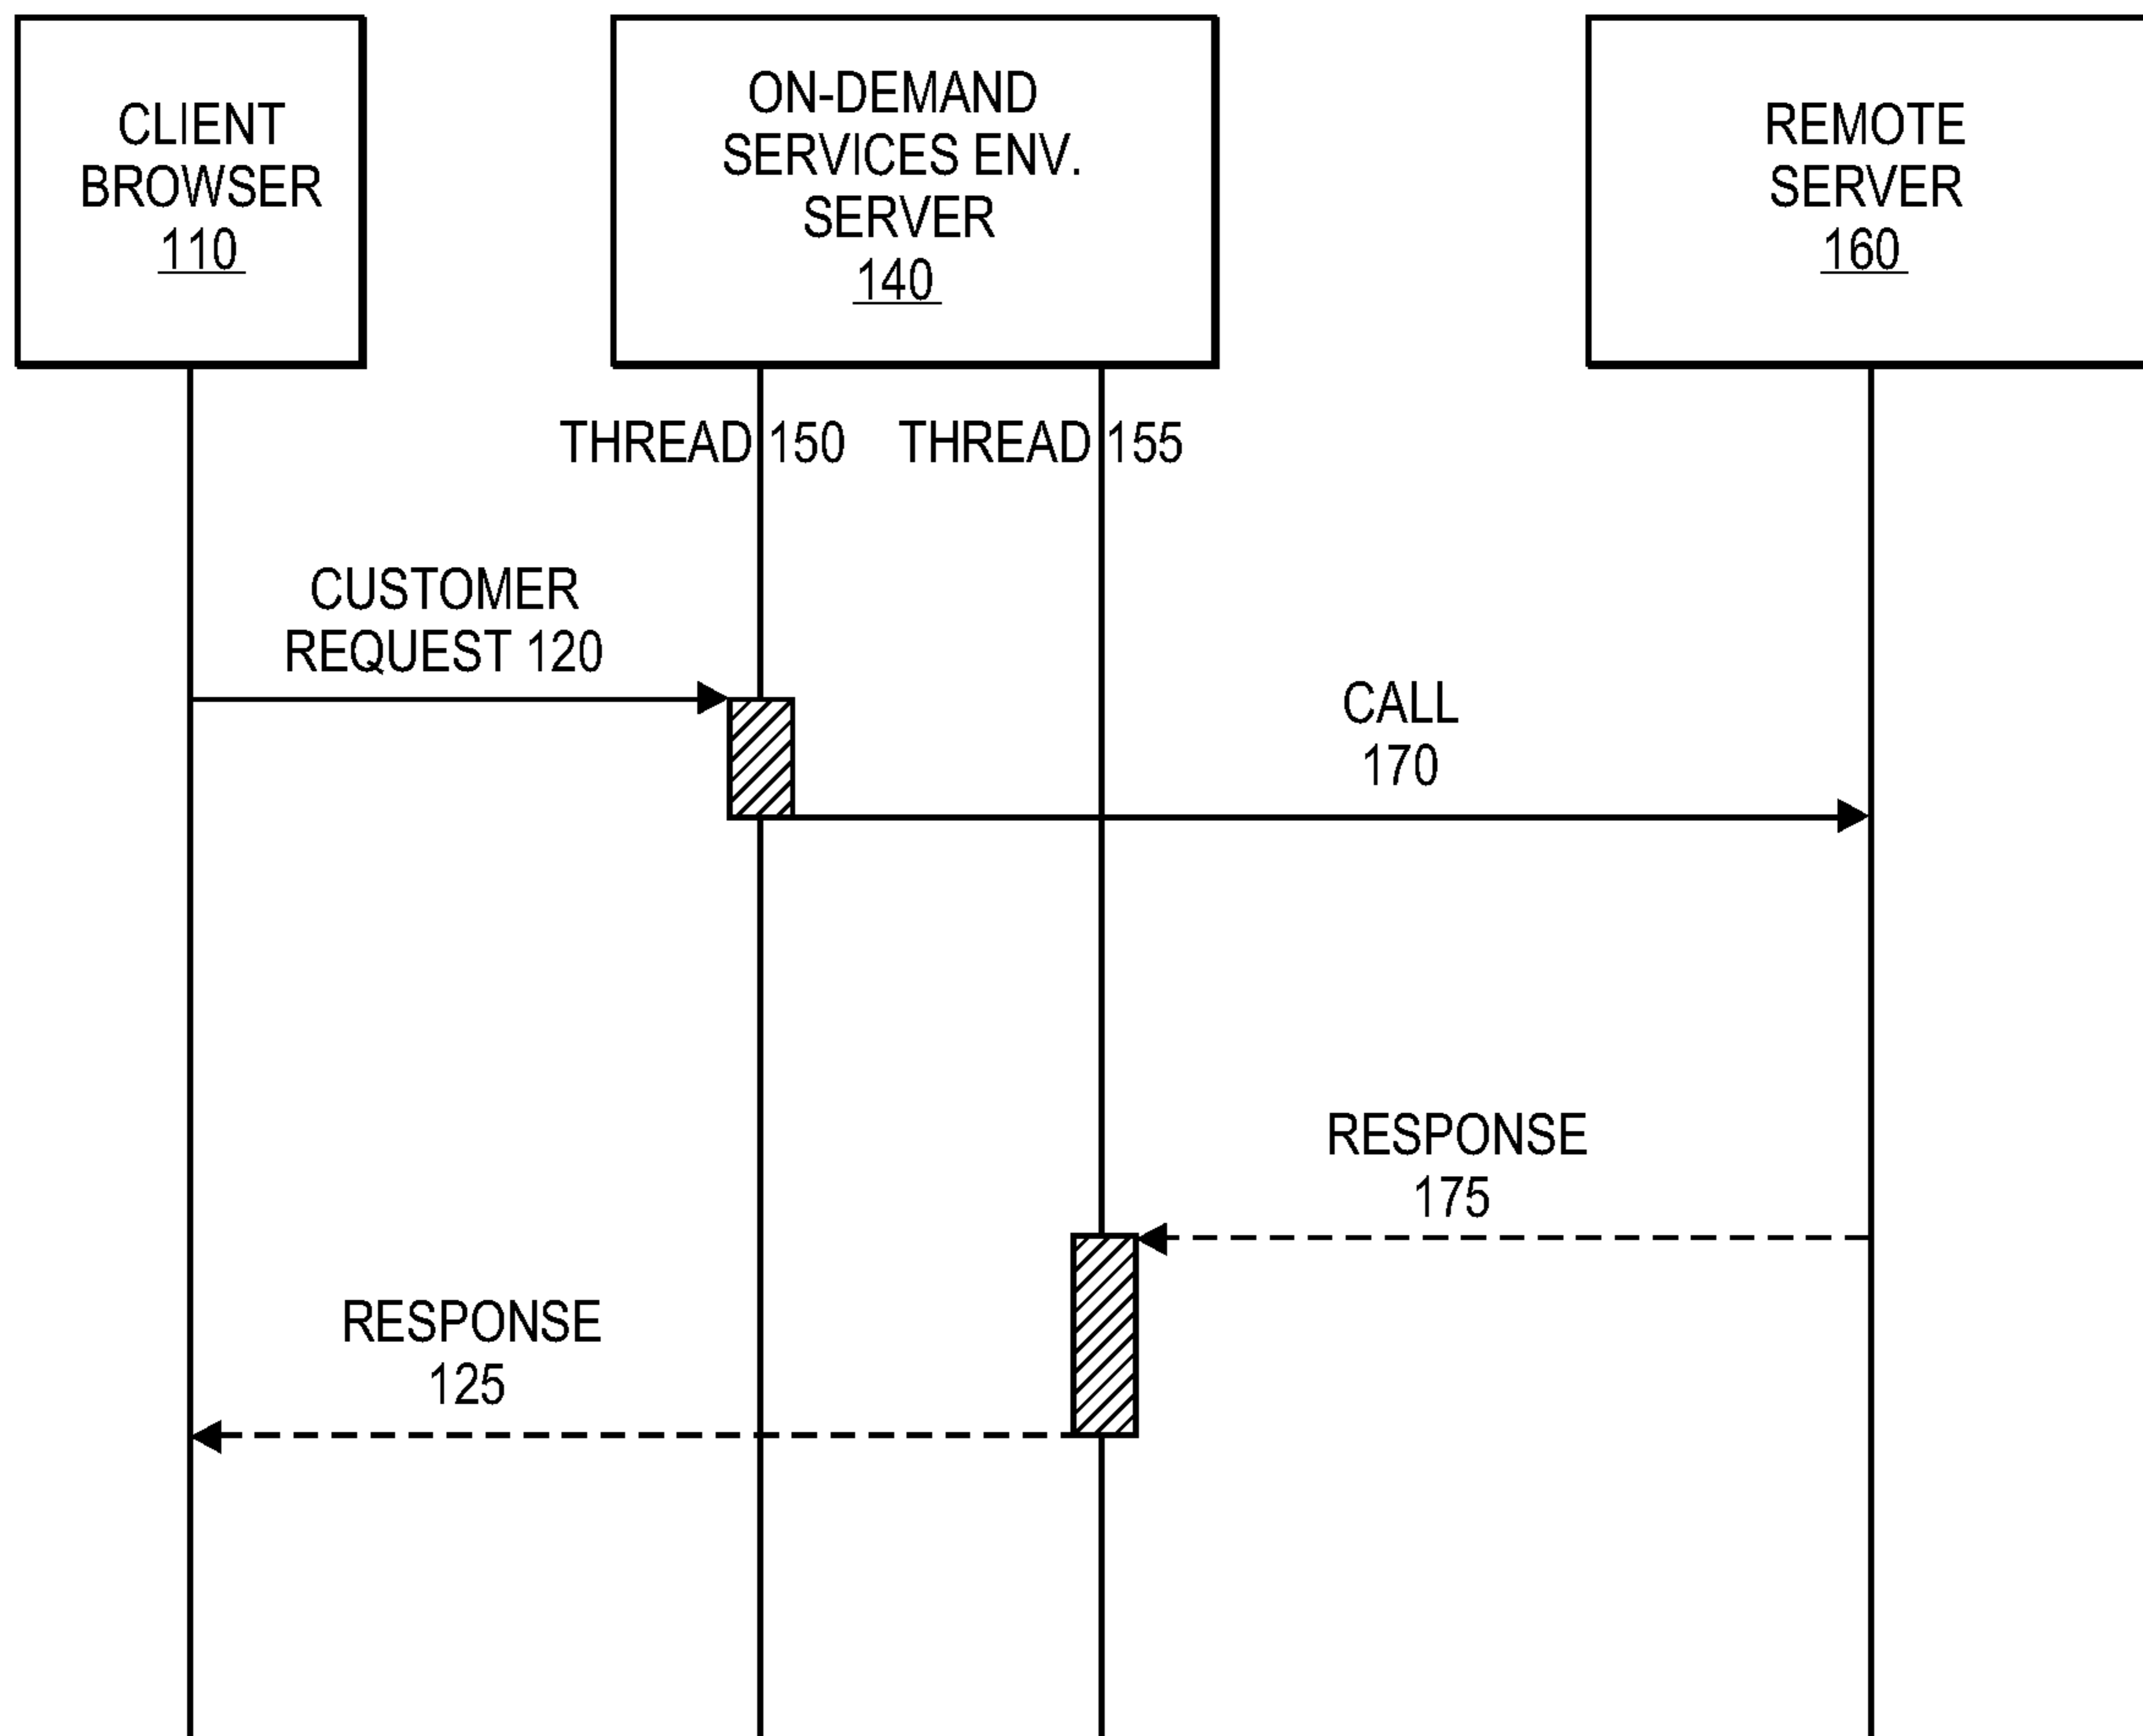 CLIENT
BROWSER
110
ON-DEMAND
SERVICES ENV.
SERVER
140
REMOTE
SERVER
160
THREAD 150
THREAD 155
CUSTOMER
REQUEST 120
CALL
170
RESPONSE
175
RESPONSE
125